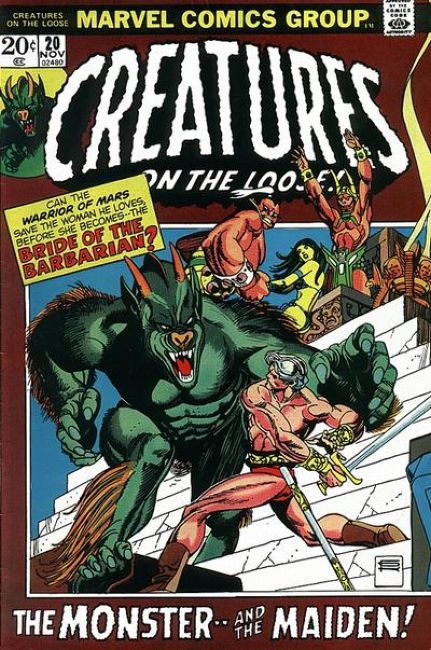 CREATURES
ON THE LOOSE
MARVEL COMICS GROUP
TM
APPROVED
BY THE
COMICS
CODE
AUTHORITY
20¢
20
NOV
02480
CC
CREATURES
ON THE LOOSE!
CAN THE
WARRIOR OF MARS
SAVE THE WOMAN HE LOVES,
BEFORE SHE BECOMES--THE
BRIDE OF THE
BARBARIAN?
THE MONSTER-- AND THE MAIDEN!